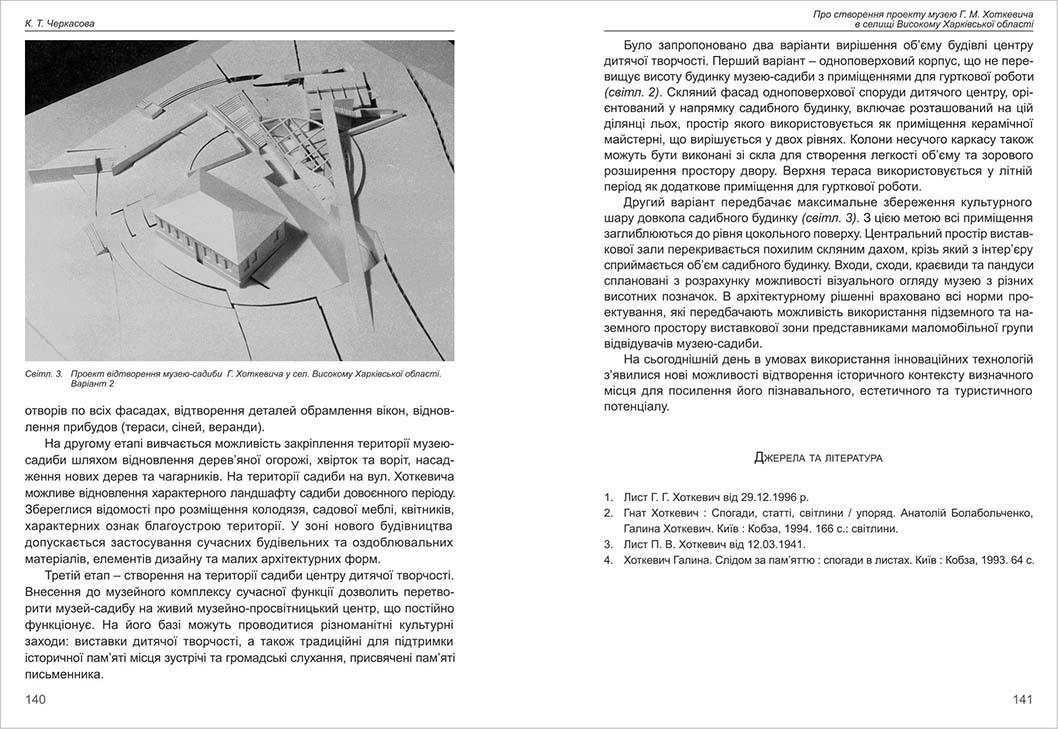 К. Т. Черкасова
Світл. 3. Проект відтворення музею-садиби Г. Хоткевича у сел. Високому Харківської області.
Варіант 2
отворів по всіх фасадах, відтворення деталей обрамлення вікон, віднов-
лення прибудов (тераси, сіней, веранди).
На другому етапі вивчається можливість закріплення території музею-
садиби шляхом відновлення дерев’яної огорожі, хвірток та воріт, насад-
ження нових дерев та чагарників. На території садиби на вул. Хоткевича
можливе відновлення характерного ландшафту садиби довоєнного періоду.
Збереглися відомості про розміщення колодязя, садової меблі, квітників,
характерних ознак благоустрою території. У зоні нового будівництва
допускається застосування сучасних будівельних та оздоблювальних
матеріалів, елементів дизайну та малих архітектурних форм.
Третій етап – створення на території садиби центру дитячої творчості.
Внесення до музейного комплексу сучасної функції дозволить перетво-
рити музей-садибу на живий музейно-просвітницький центр, що постійно
функціонує. На його базі можуть проводитися різноманітні культурні
заходи: виставки дитячої творчості, а також традиційні для підтримки
історичної пам’яті місця зустрічі та громадські слухання, присвячені пам’яті
письменника.
140
Про створення проекту музею Г. М. Хоткевича
в селищі Високому Харківської області
Було запропоновано два варіанти вирішення об’єму будівлі центру
дитячої творчості. Перший варіант – одноповерховий корпус, що не пере-
вищує висоту будинку музею-садиби з приміщеннями для гурткової роботи
(світл. 2). Скляний фасад одноповерхової споруди дитячого центру, орі-
єнтований у напрямку садибного будинку, включає розташований на цій
ділянці льох, простір якого використовується як приміщення керамічної
майстерні, що вирішується у двох рівнях. Колони несучого каркасу також
можуть бути виконані зі скла для створення легкості об’єму та зорового
розширення простору двору. Верхня тераса використовується у літній
період як додаткове приміщення для гурткової роботи.
Другий варіант передбачає максимальне збереження культурного
шару довкола садибного будинку (світл. 3). З цією метою всі приміщення
заглиблюються до рівня цокольного поверху. Центральний простір вистав-
кової зали перекривається похилим скляним дахом, крізь який з інтер’єру
сприймається об’єм садибного будинку. Входи, сходи, краєвиди та пандуси
сплановані з розрахунку можливості візуального огляду музею з різних
висотних позначок. В архітектурному рішенні враховано всі норми про-
ектування, які передбачають можливість використання підземного та на-
земного простору виставкової зони представниками маломобільної групи
відвідувачів музею-садиби.
На сьогоднішній день в умовах використання інноваційних технологій
з’явилися нові можливості відтворення історичного контексту визначного
місця для посилення його пізнавального, естетичного та туристичного
потенціалу.
Джерела та література
1. Лист Г. Г. Хоткевич від 29.12.1996 р.
2. Гнат Хоткевич : Спогади, статті, світлини / упоряд. Анатолій Болабольченко,
Галина Хоткевич. Київ : Кобза, 1994. 166 с.: світлини.
3. Лист П. В. Хоткевич від 12.03.1941.
4. Хоткевич Галина. Слідом за пам’яттю : спогади в листах. Київ : Кобза, 1993. 64 с.
141